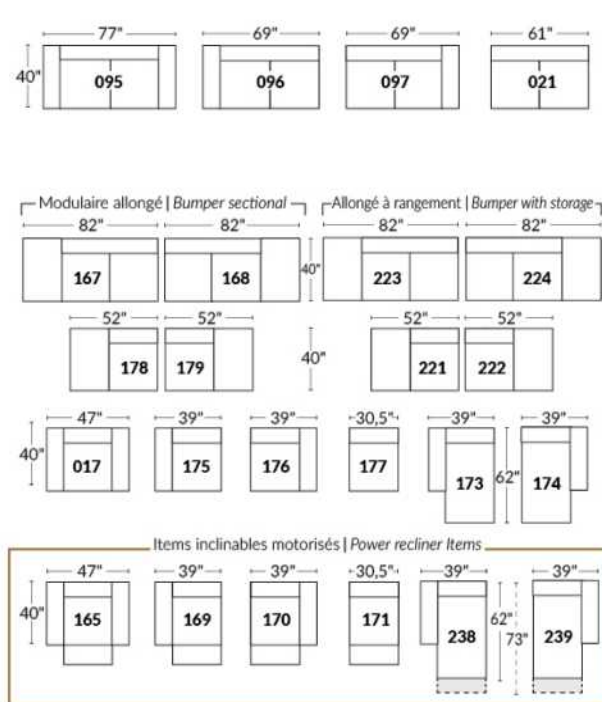 77" 69" 69" 61"
40" 095 096 097 021
Modulaire allongé | Bumper sectional Allongé à rangement | Bumper with storage
82" 82" 82" 82"
167 168 40" 223 224
52" 52" 52" 52"
178 179 40" 221 222
47" 39" 39" 30,5" 39" 39"
40" 017 175 176 177 173 62" 174
Items inclinables motorisés | Power recliner Items
47" 39" 39" 30,5" 39" 39"
40" 165 169 170 171 238 62" 73" 239